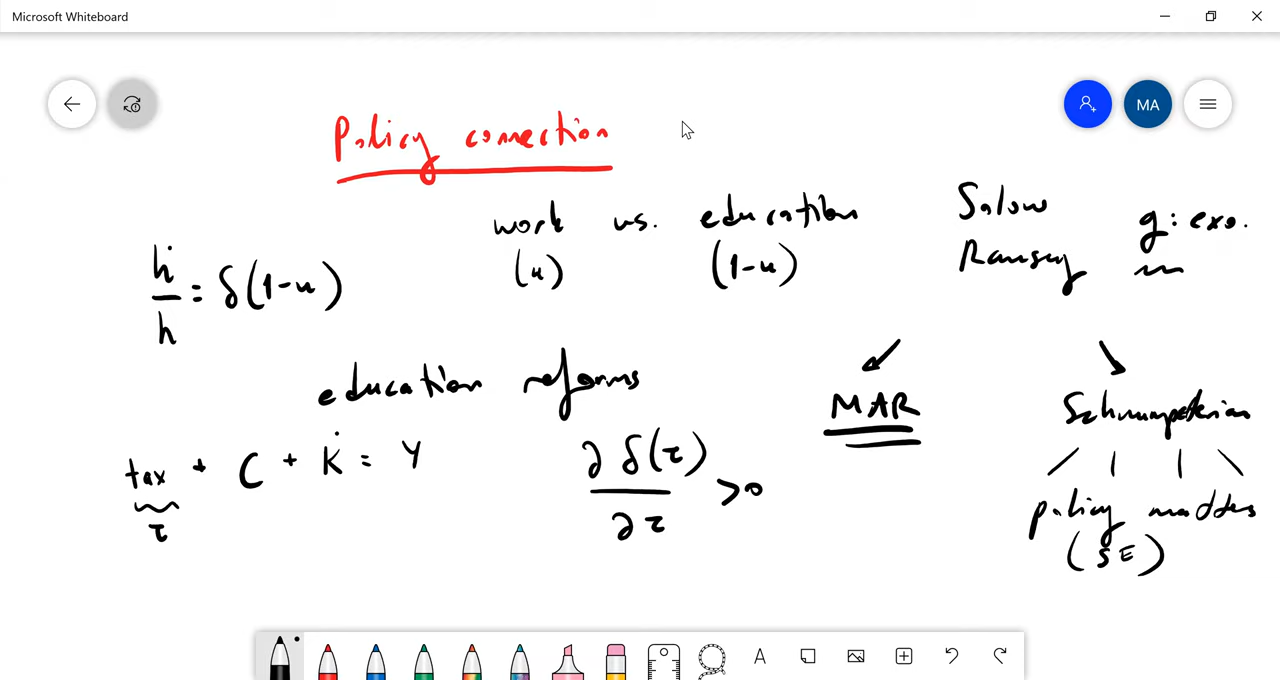 Microsoft Whiteboard
MA
Policy connection
work vs. education
(u) (1-u)
Solow
Ramsey
g: exo.
ḣ/h = δ(1-u)
education reforms
tax + C + K̇ = Y
τ
∂δ(τ)/∂τ >0
MAR
Schumpeterian
policy matters
(SE)
A